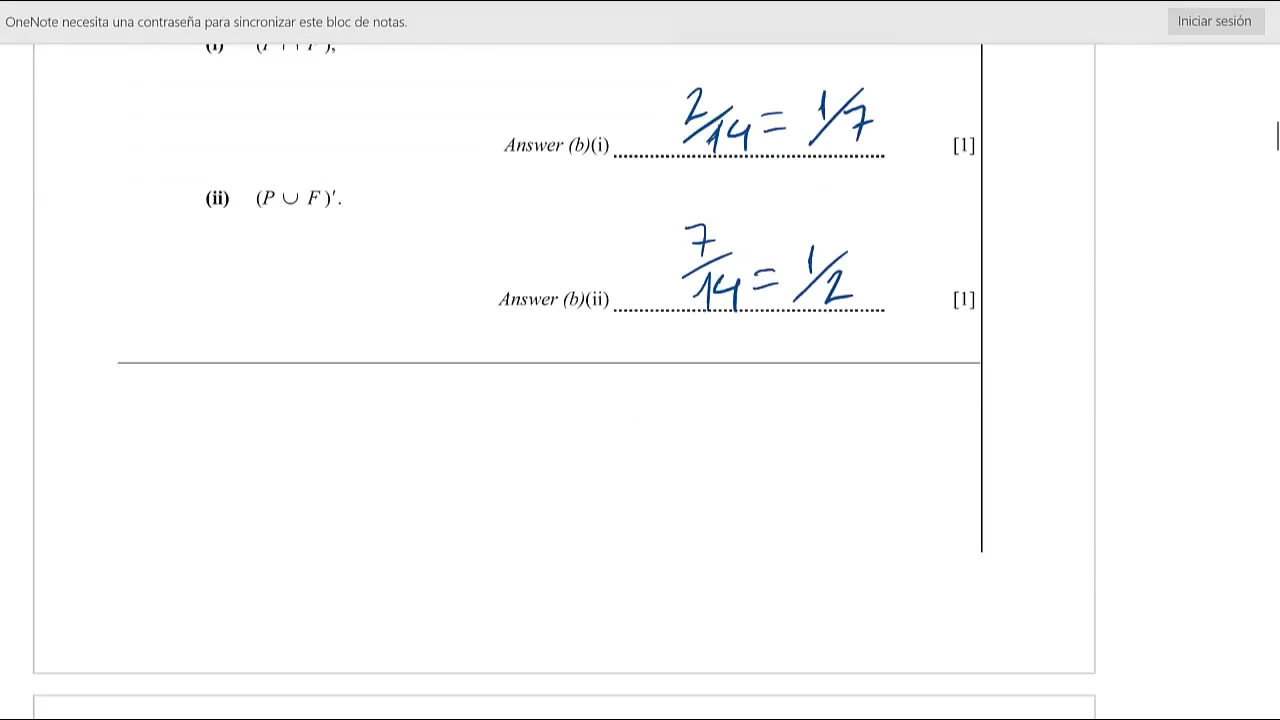 OneNote necesita una contraseña para sincronizar este bloc de notas. Iniciar sesión
Answer (b)(i) 2/14 = 1/7 [1]
(ii) (P ∪ F)'.
Answer (b)(ii) 7/14 = 1/2 [1]